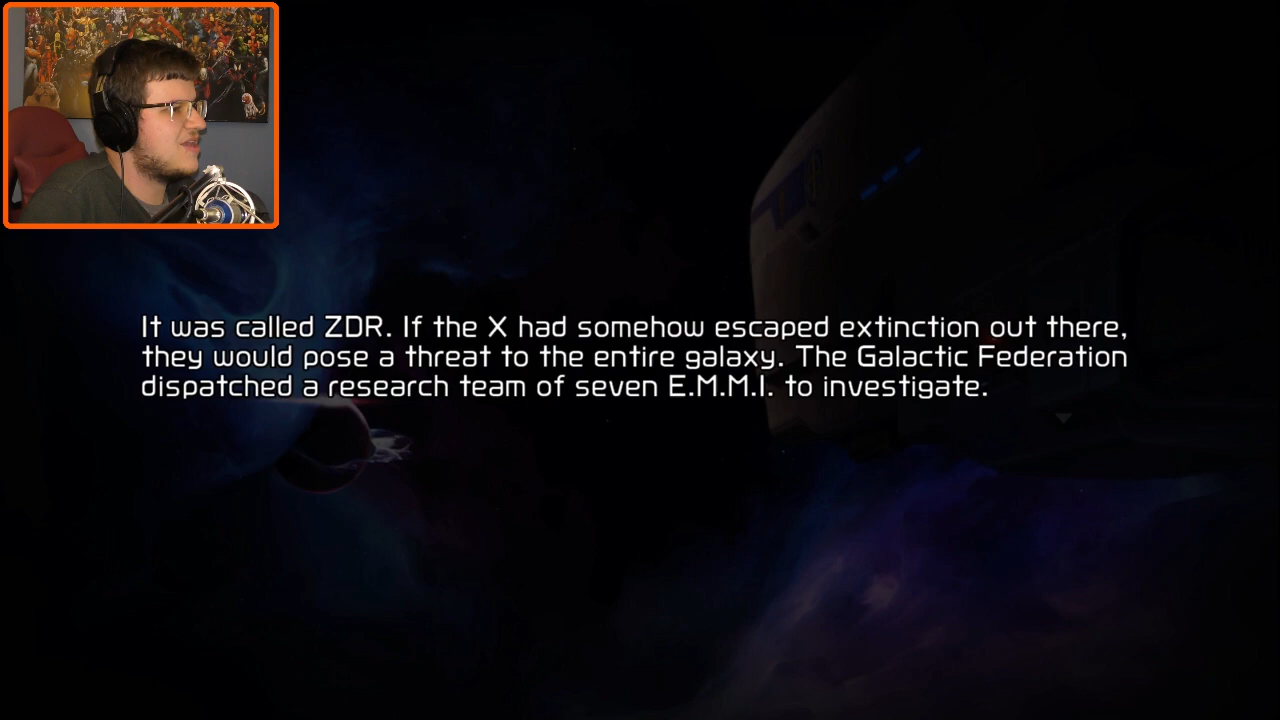 It was called ZDR. If the X had somehow escaped extinction out there,
they would pose a threat to the entire galaxy. The Galactic Federation
dispatched a research team of seven E.M.M.I. to investigate.